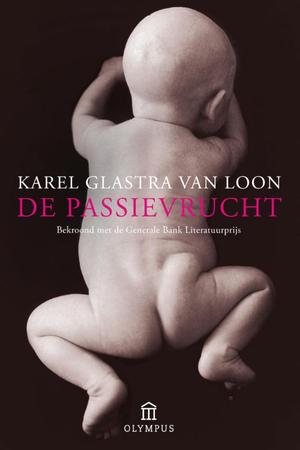 KAREL GLASTRA VAN LOON
DE PASSIEVRUCHT
Bekroond met de Generale Bank Literatuurprijs
OLYMPUS